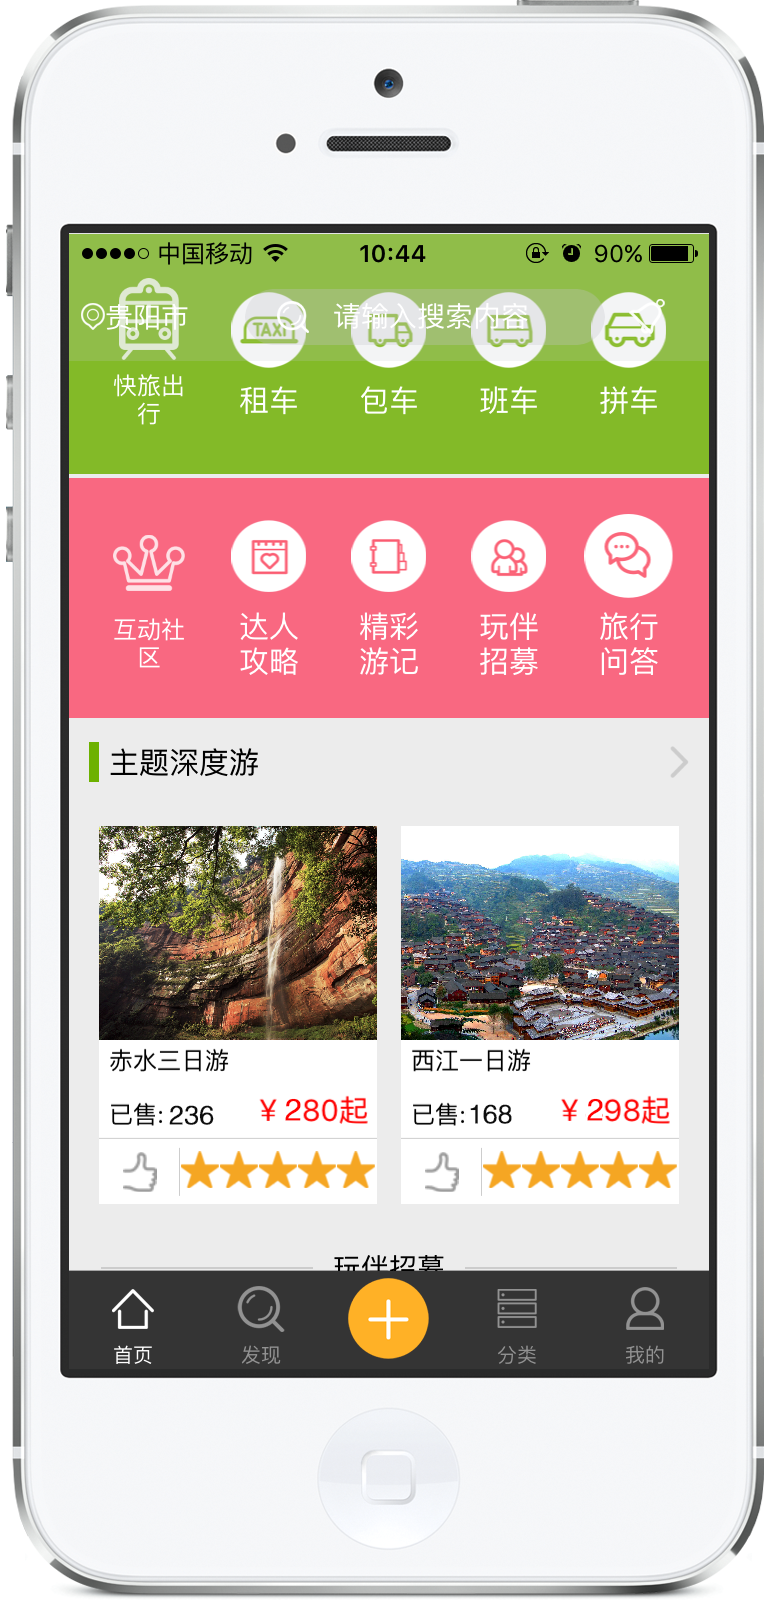 中国移动 10:44 90%
贵阳市 请输入搜索内容
TAXI
快旅出
行
租车 包车 班车 拼车
互动社
区
达人
攻略
精彩
游记
玩伴
招募
旅行
问答
主题深度游
赤水三日游
已售: 236 ¥ 280起
西江一日游
已售: 168 ¥ 298起
玩伴招募
首页 发现 分类 我的